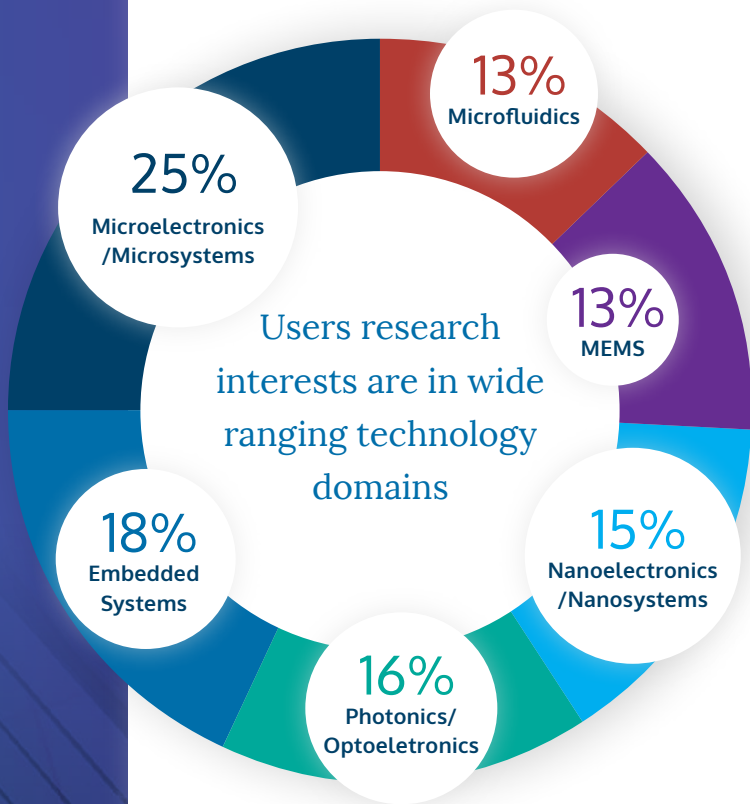 13%
Microfluidics
25%
Microelectronics
/Microsystems
13%
MEMS
Users research
interests are in wide
ranging technology
domains
15%
Nanoelectronics
/Nanosystems
18%
Embedded
Systems
16%
Photonics/
Optoeletronics